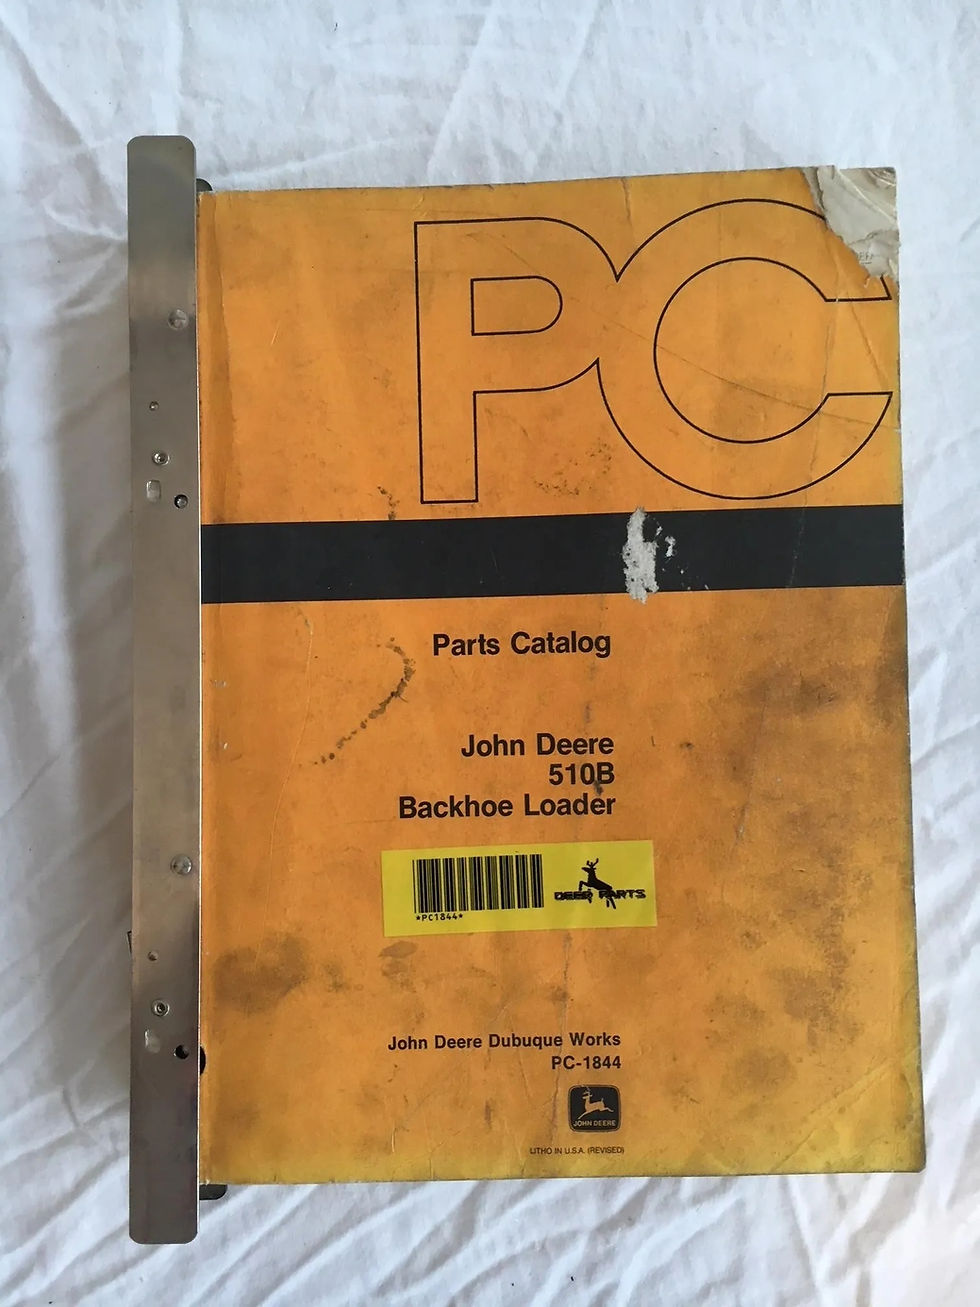 PC
Parts Catalog
John Deere
510B
Backhoe Loader
*PC1844*
DEER PARTS
John Deere Dubuque Works
PC-1844
JOHN DEERE
LITHO IN U.S.A. (REVISED)